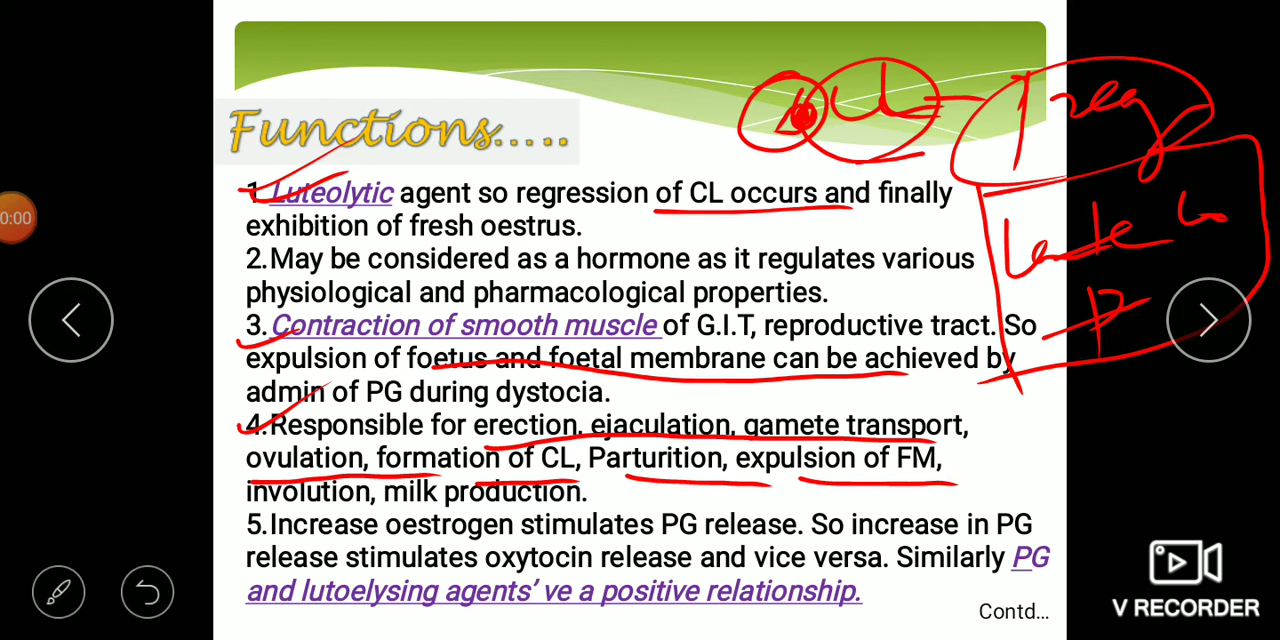 Functions.....
1.Luteolytic agent so regression of CL occurs and finally
exhibition of fresh oestrus.
2.May be considered as a hormone as it regulates various
physiological and pharmacological properties.
3.Contraction of smooth muscle of G.I.T, reproductive tract. So
expulsion of foetus and foetal membrane can be achieved by
admin of PG during dystocia.
4.Responsible for erection, ejaculation, gamete transport,
ovulation, formation of CL, Parturition, expulsion of FM,
involution, milk production.
5.Increase oestrogen stimulates PG release. So increase in PG
release stimulates oxytocin release and vice versa. Similarly PG
and lutoelysing agents’ ve a positive relationship.
Contd...
00:00
V RECORDER